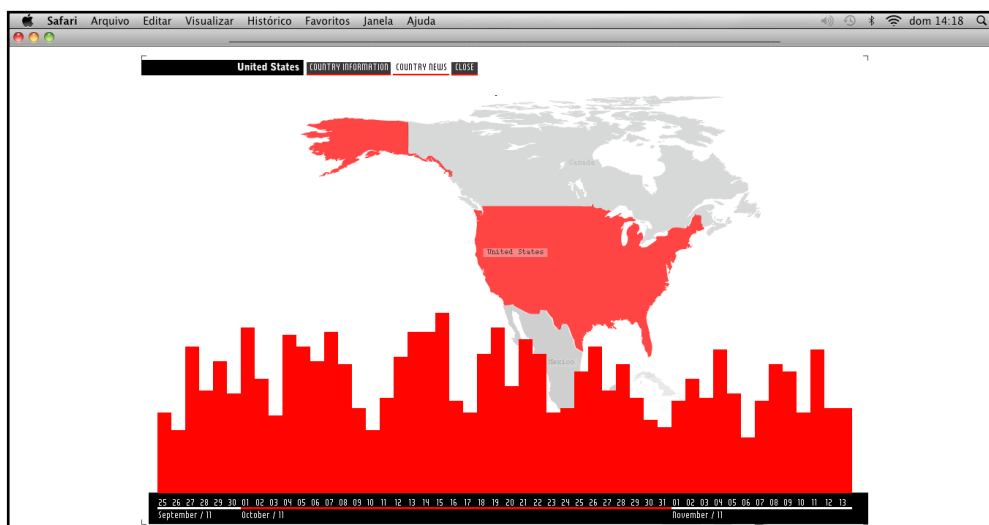 Safari Arquivo Editar Visualizar Histórico Favoritos Janela Ajuda dom 14:18
United States COUNTRY INFORMATION COUNTRY NEWS CLOSE
Canada
United States
Mexico
25 26 27 28 29 30 01 02 03 04 05 06 07 08 09 10 11 12 13 14 15 16 17 18 19 20 21 22 23 24 25 26 27 28 29 30 31 01 02 03 04 05 06 07 08 09 10 11 12 13
September / 11 October / 11 November / 11